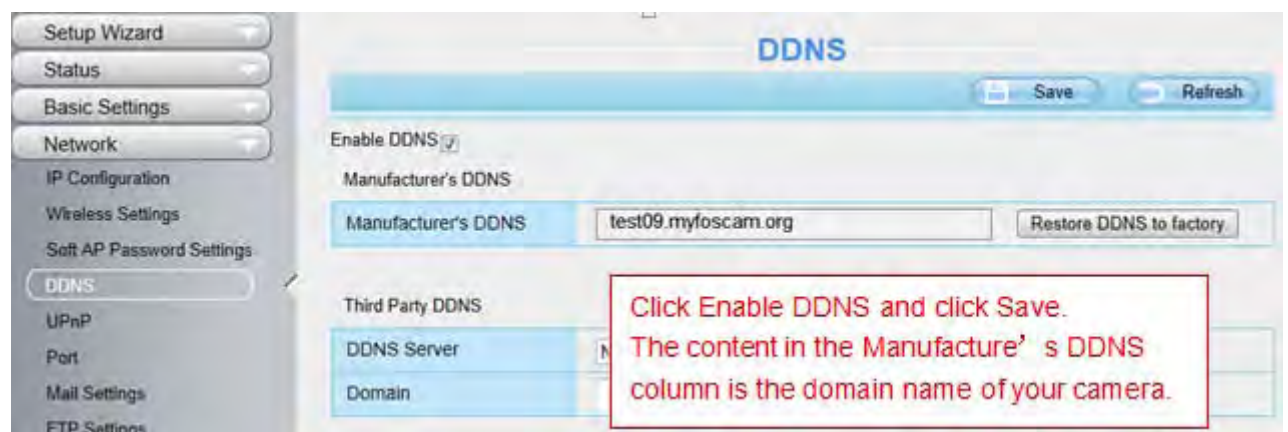 Setup Wizard
Status
Basic Settings
Network
IP Configuration
Wireless Settings
Soft AP Password Settings
DDNS
UPnP
Port
Mail Settings
FTP Settings
DDNS
Save Refresh
Enable DDNS
Manufacturer's DDNS
Manufacturer's DDNS test09.myfoscam.org Restore DDNS to factory
Third Party DDNS
DDNS Server
Domain
Click Enable DDNS and click Save.
The content in the Manufacture’ s DDNS
column is the domain name of your camera.